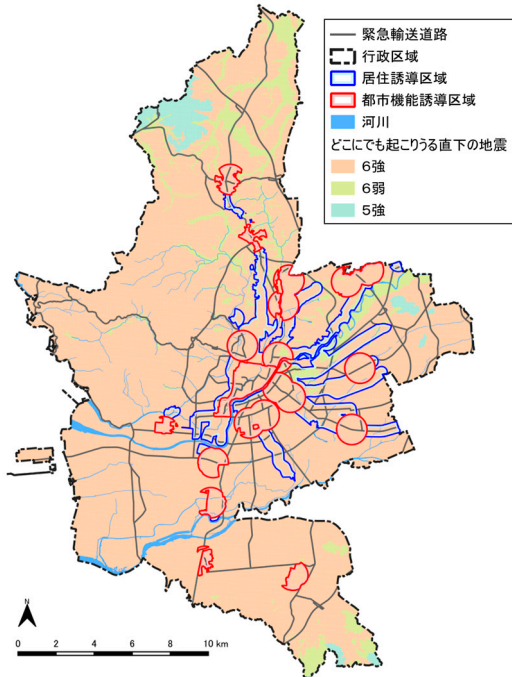 緊急輸送道路
行政区域
居住誘導区域
都市機能誘導区域
河川
どこにでも起こりうる直下の地震
6強
6弱
5強
N
0 2 4 6 8 10 km